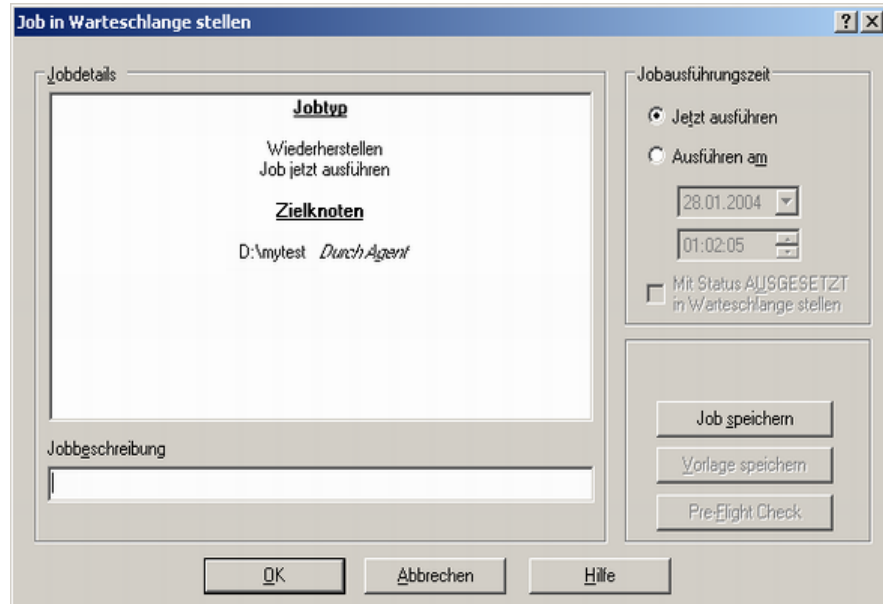 Job in Warteschlange stellen
Jobdetails
Jobtyp
Wiederherstellen
Job jetzt ausführen
Zielknoten
D:\mytest Durch Agent
Jobbeschreibung
Jobausführungszeit
Jetzt ausführen
Ausführen am
28.01.2004
01:02:05
Mit Status AUSGESETZT
in Warteschlange stellen
Job speichern
Vorlage speichern
Pre-Flight Check
OK
Abbrechen
Hilfe